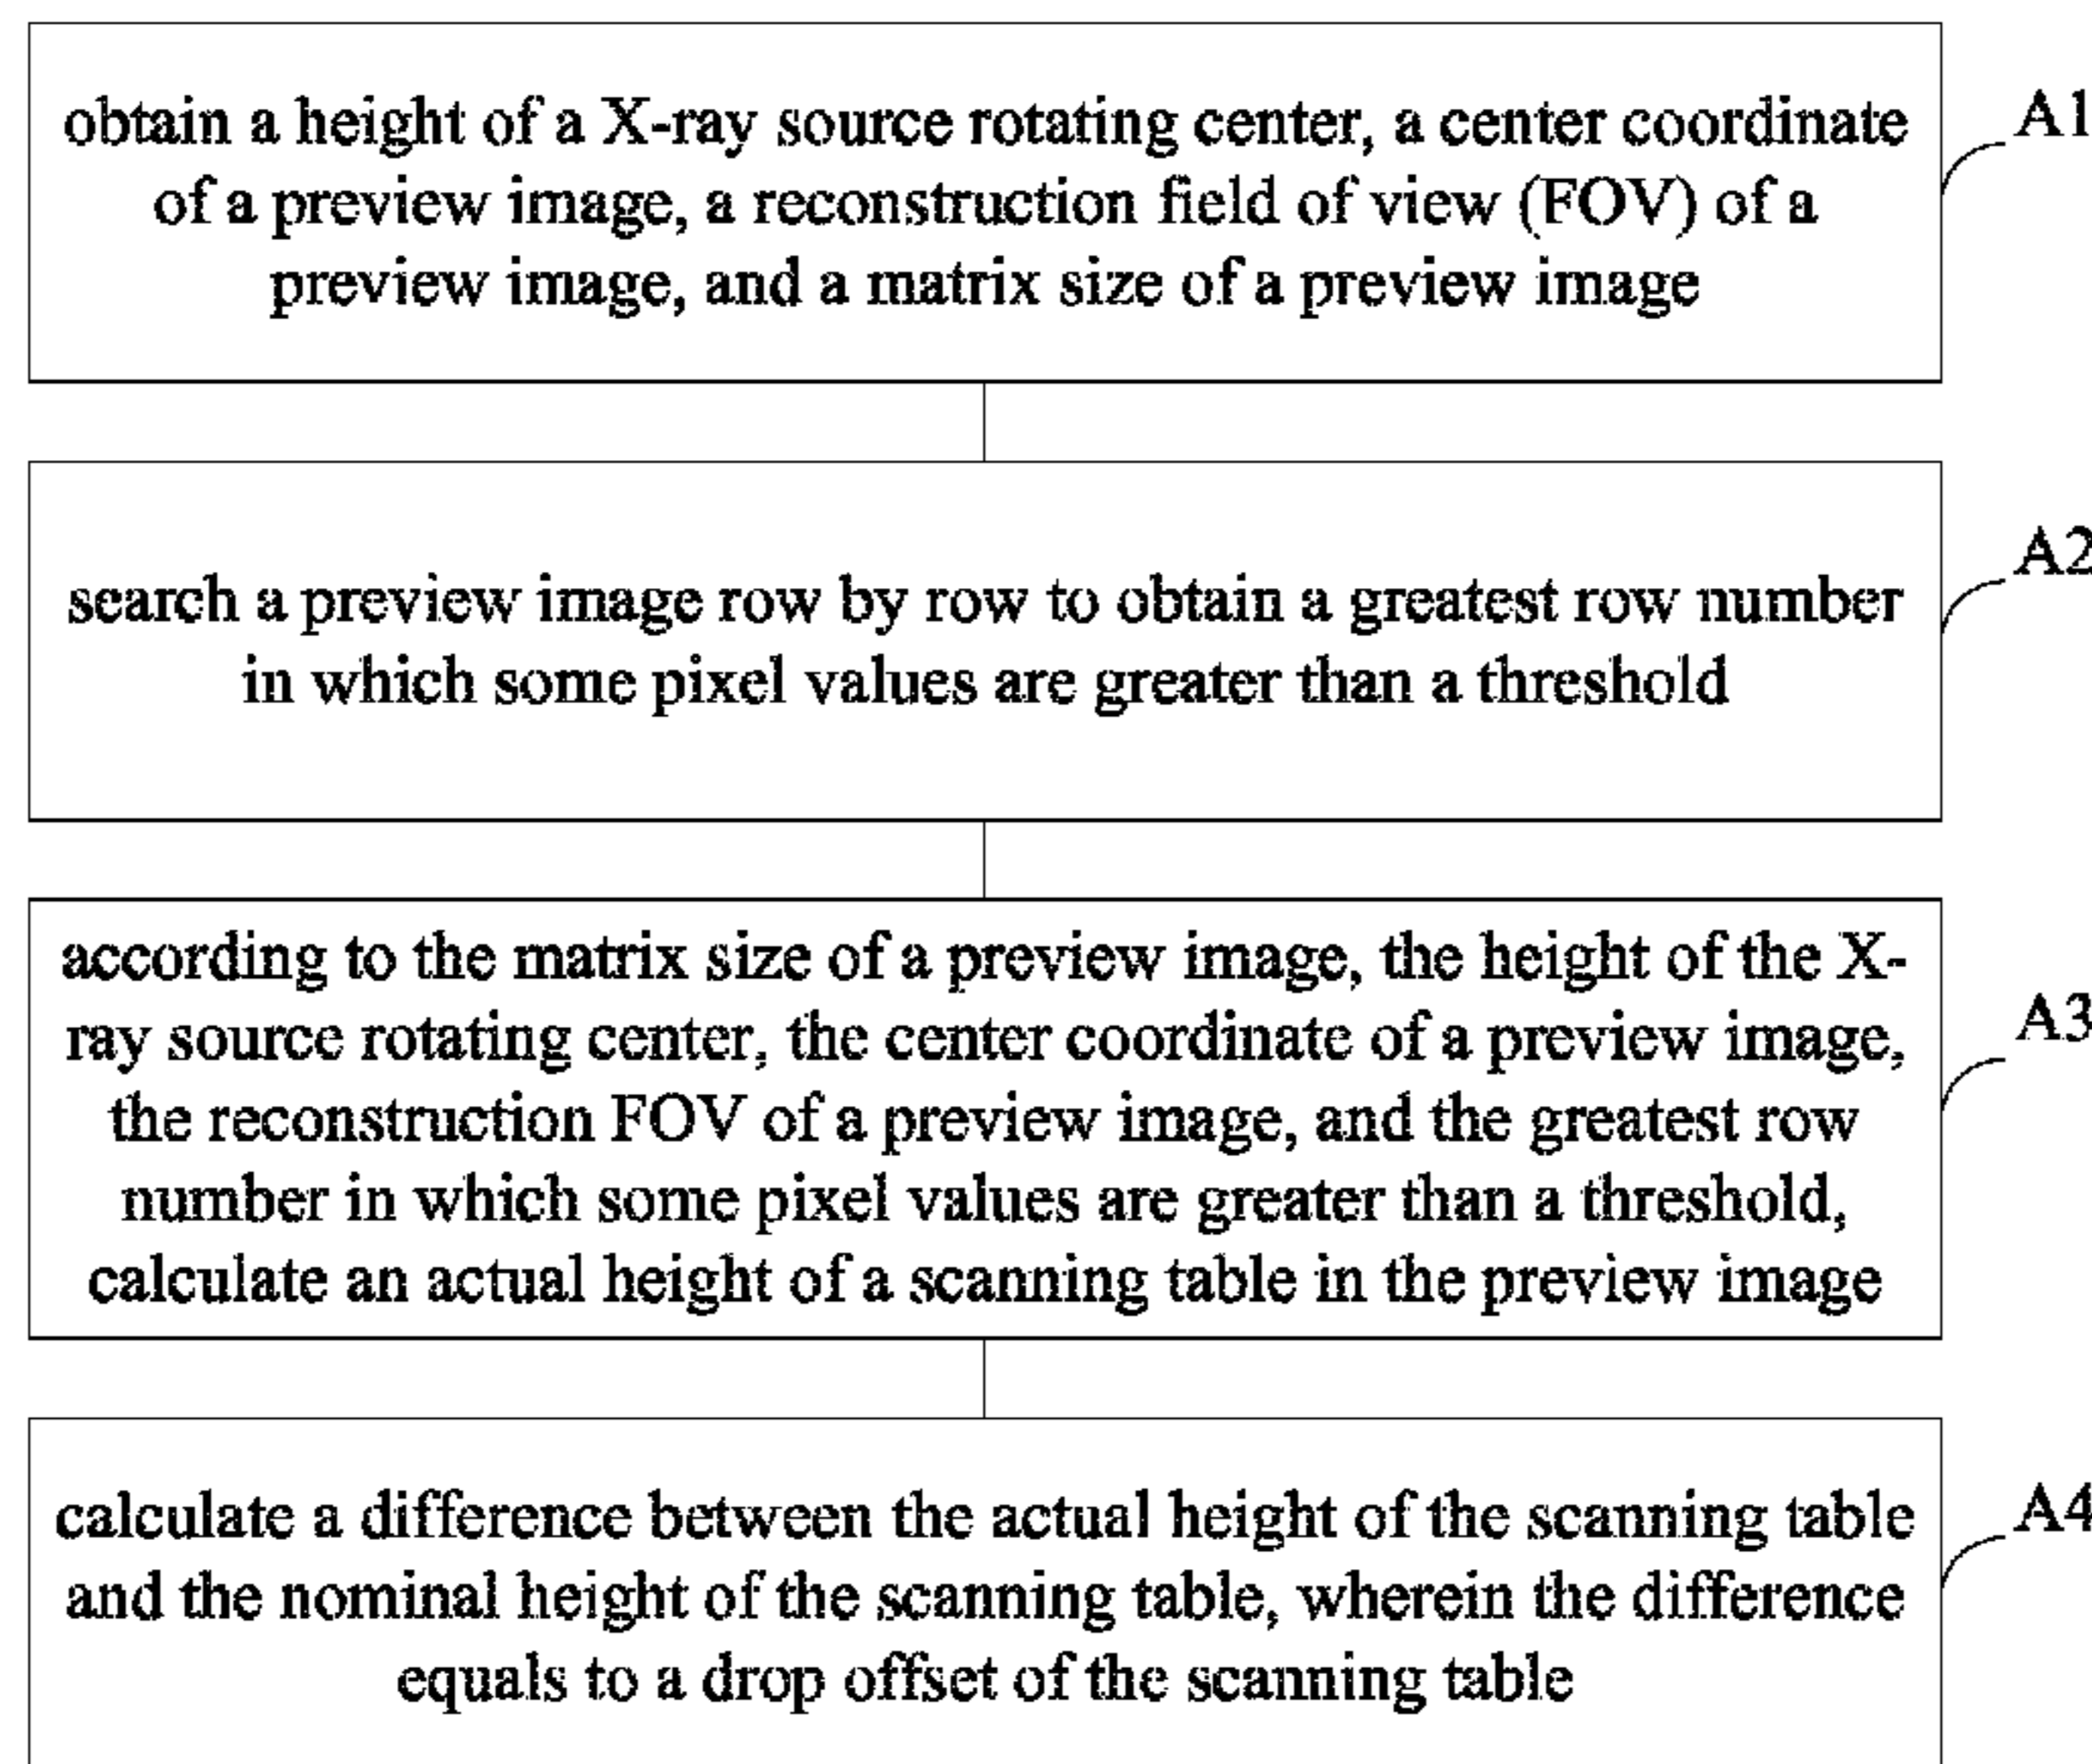 obtain a height of a X-ray source rotating center, a center coordinate
of a preview image, a reconstruction field of view (FOV) of a
preview image, and a matrix size of a preview image
A1
search a preview image row by row to obtain a greatest row number
in which some pixel values are greater than a threshold
A2
according to the matrix size of a preview image, the height of the X-
ray source rotating center, the center coordinate of a preview image,
the reconstruction FOV of a preview image, and the greatest row
number in which some pixel values are greater than a threshold,
calculate an actual height of a scanning table in the preview image
A3
calculate a difference between the actual height of the scanning table
and the nominal height of the scanning table, wherein the difference
equals to a drop offset of the scanning table
A4